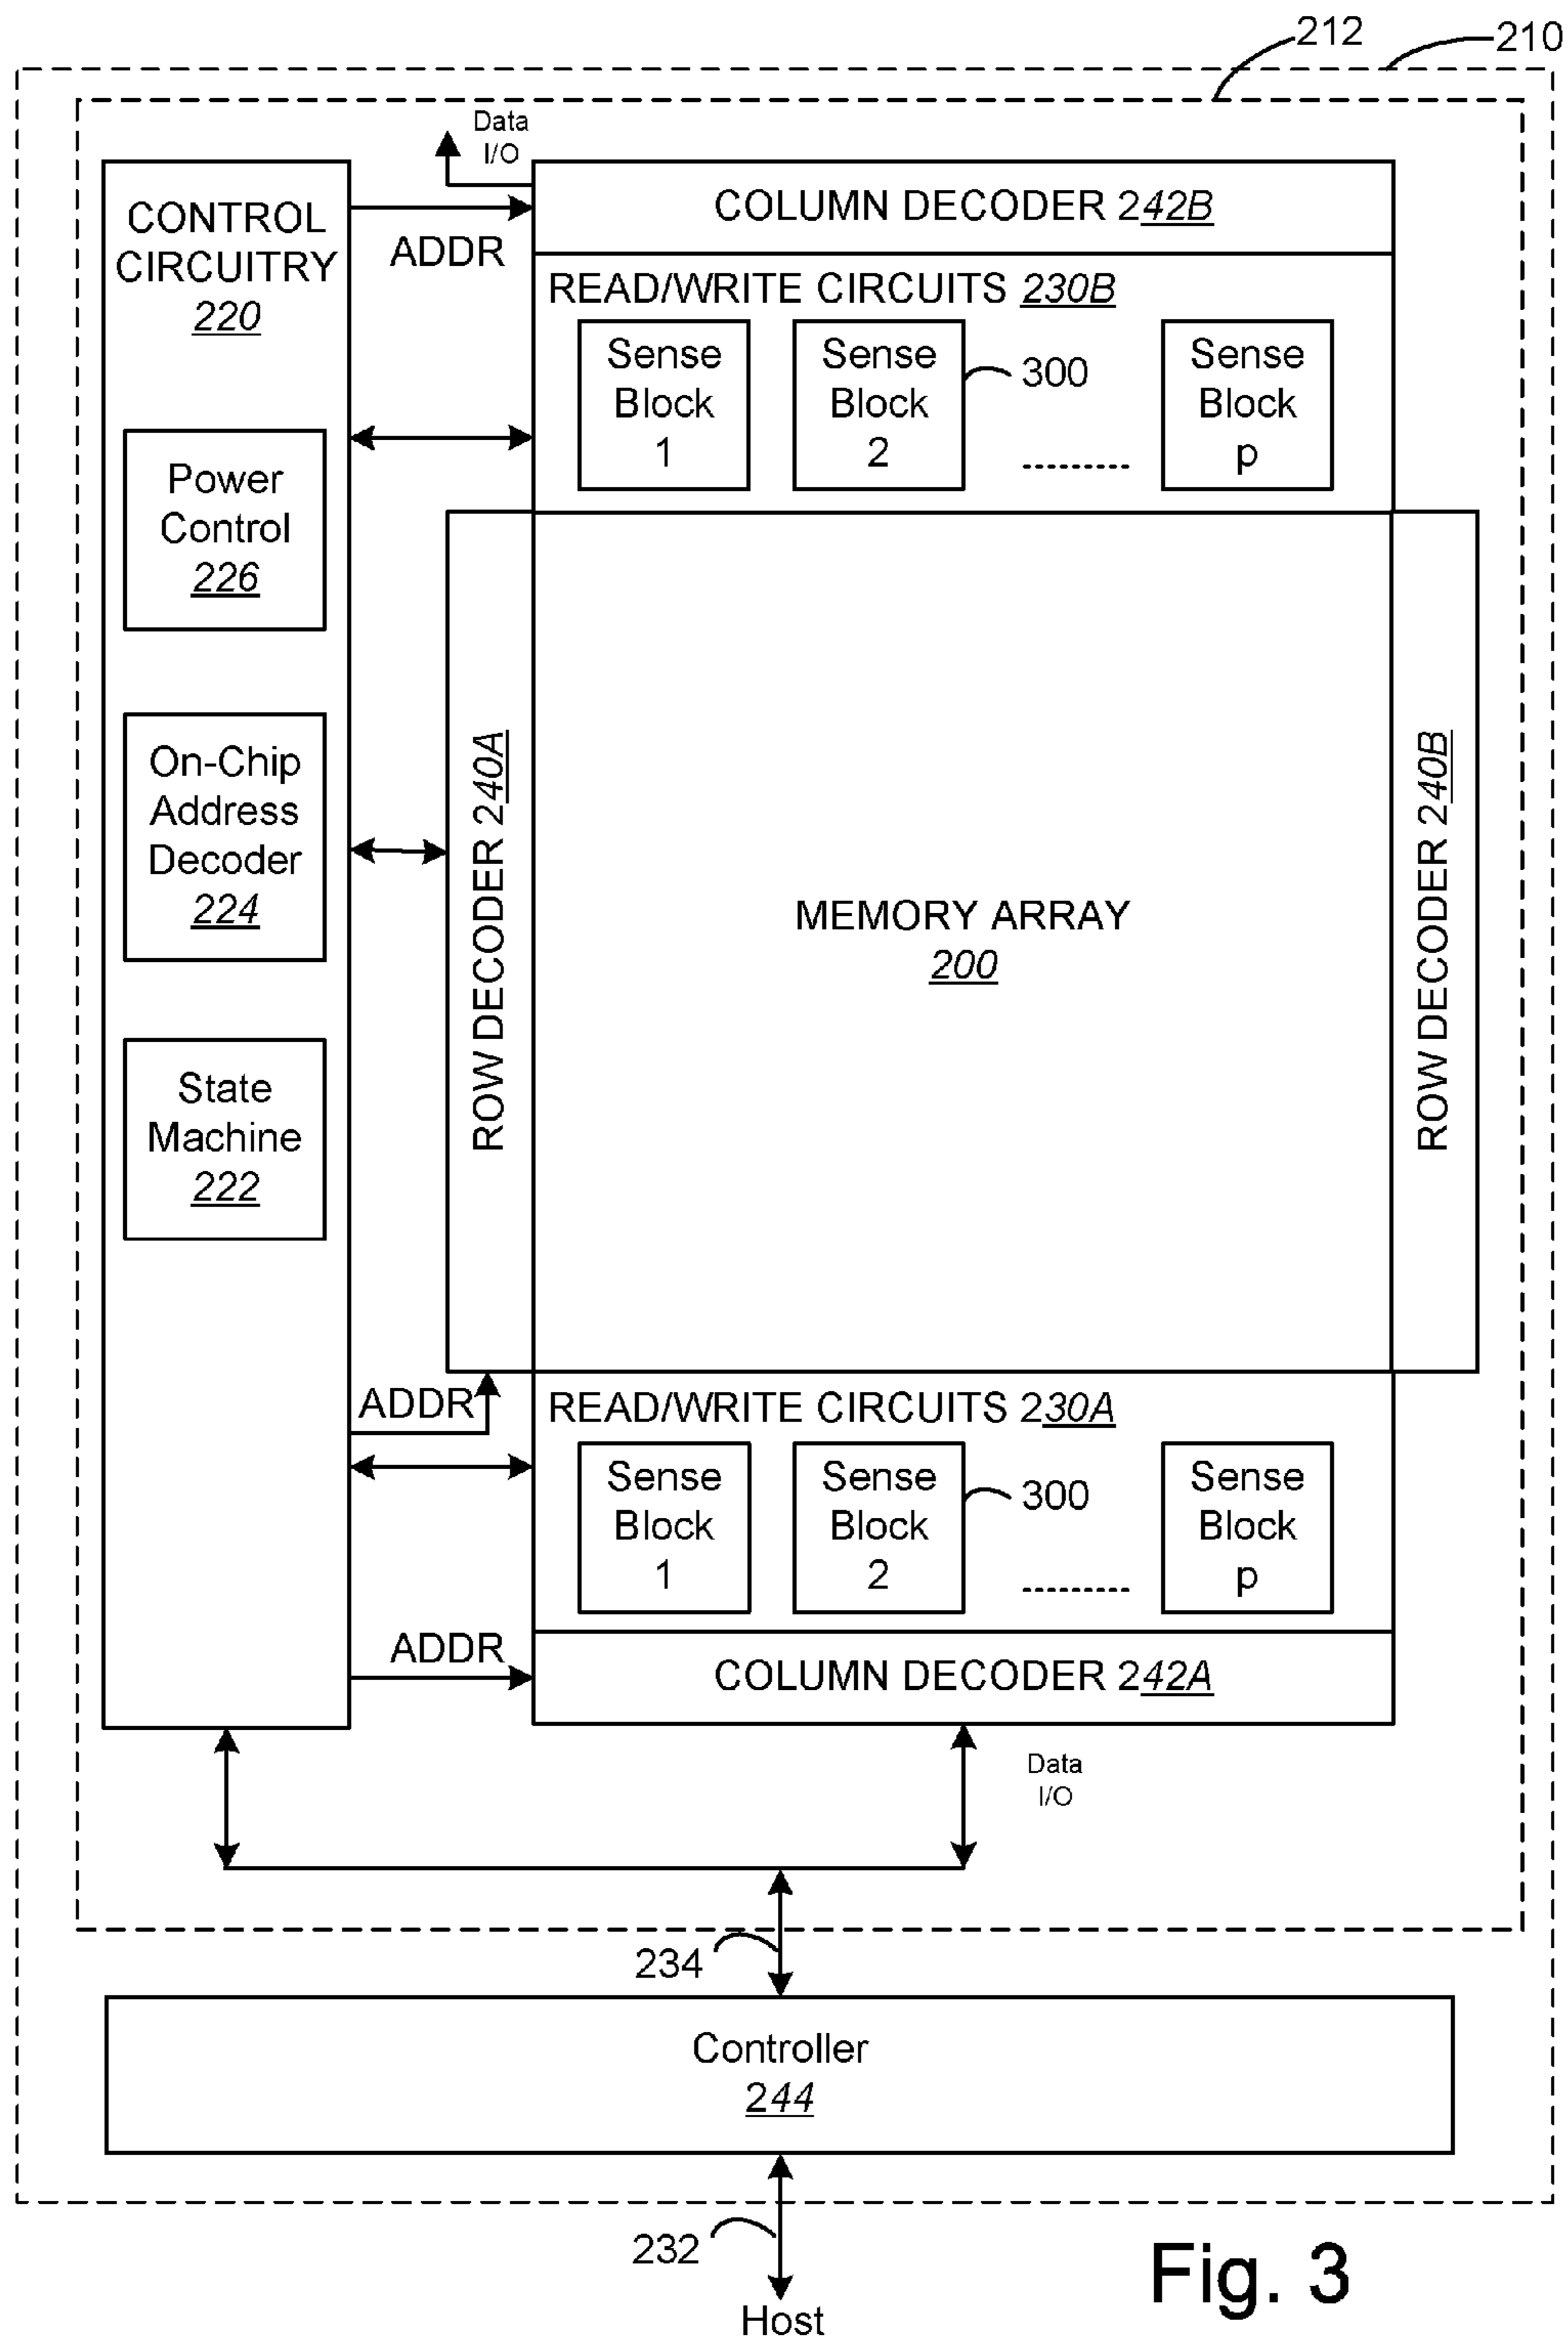 212
210
Data
I/O
CONTROL
CIRCUITRY
220
ADDR
COLUMN DECODER 242B
READ/WRITE CIRCUITS 230B
Sense
Block
1
Sense
Block
2
300
.........
Sense
Block
p
Power
Control
226
On-Chip
Address
Decoder
224
State
Machine
222
ROW DECODER 240A
MEMORY ARRAY
200
ROW DECODER 240B
ADDR
READ/WRITE CIRCUITS 230A
Sense
Block
1
Sense
Block
2
300
.........
Sense
Block
p
ADDR
COLUMN DECODER 242A
Data
I/O
234
Controller
244
232
Host
Fig. 3